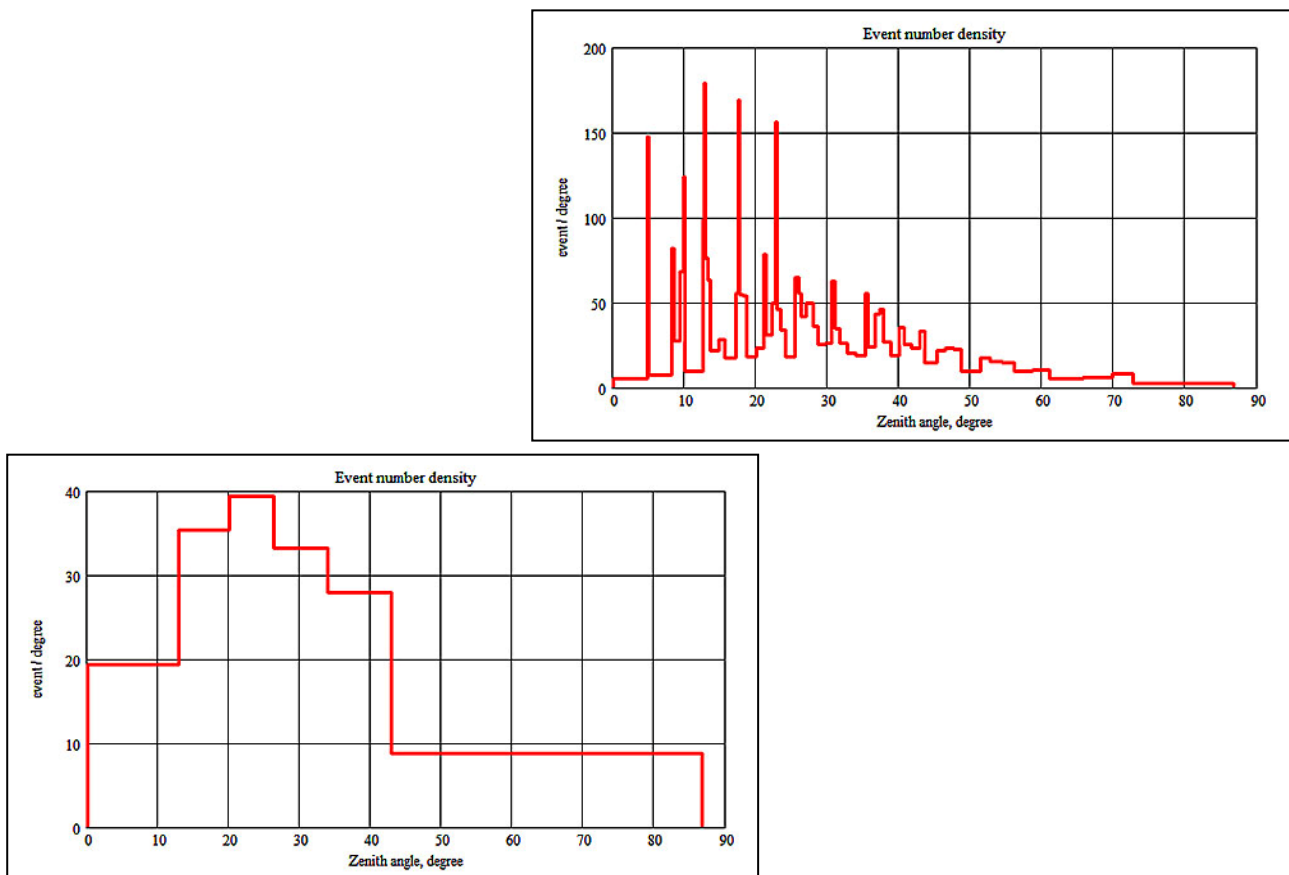 Event number density
200
150
100
50
0
event / degree
0 10 20 30 40 50 60 70 80 90
Zenith angle, degree
Event number density
40
30
20
10
0
event / degree
0 10 20 30 40 50 60 70 80 90
Zenith angle, degree